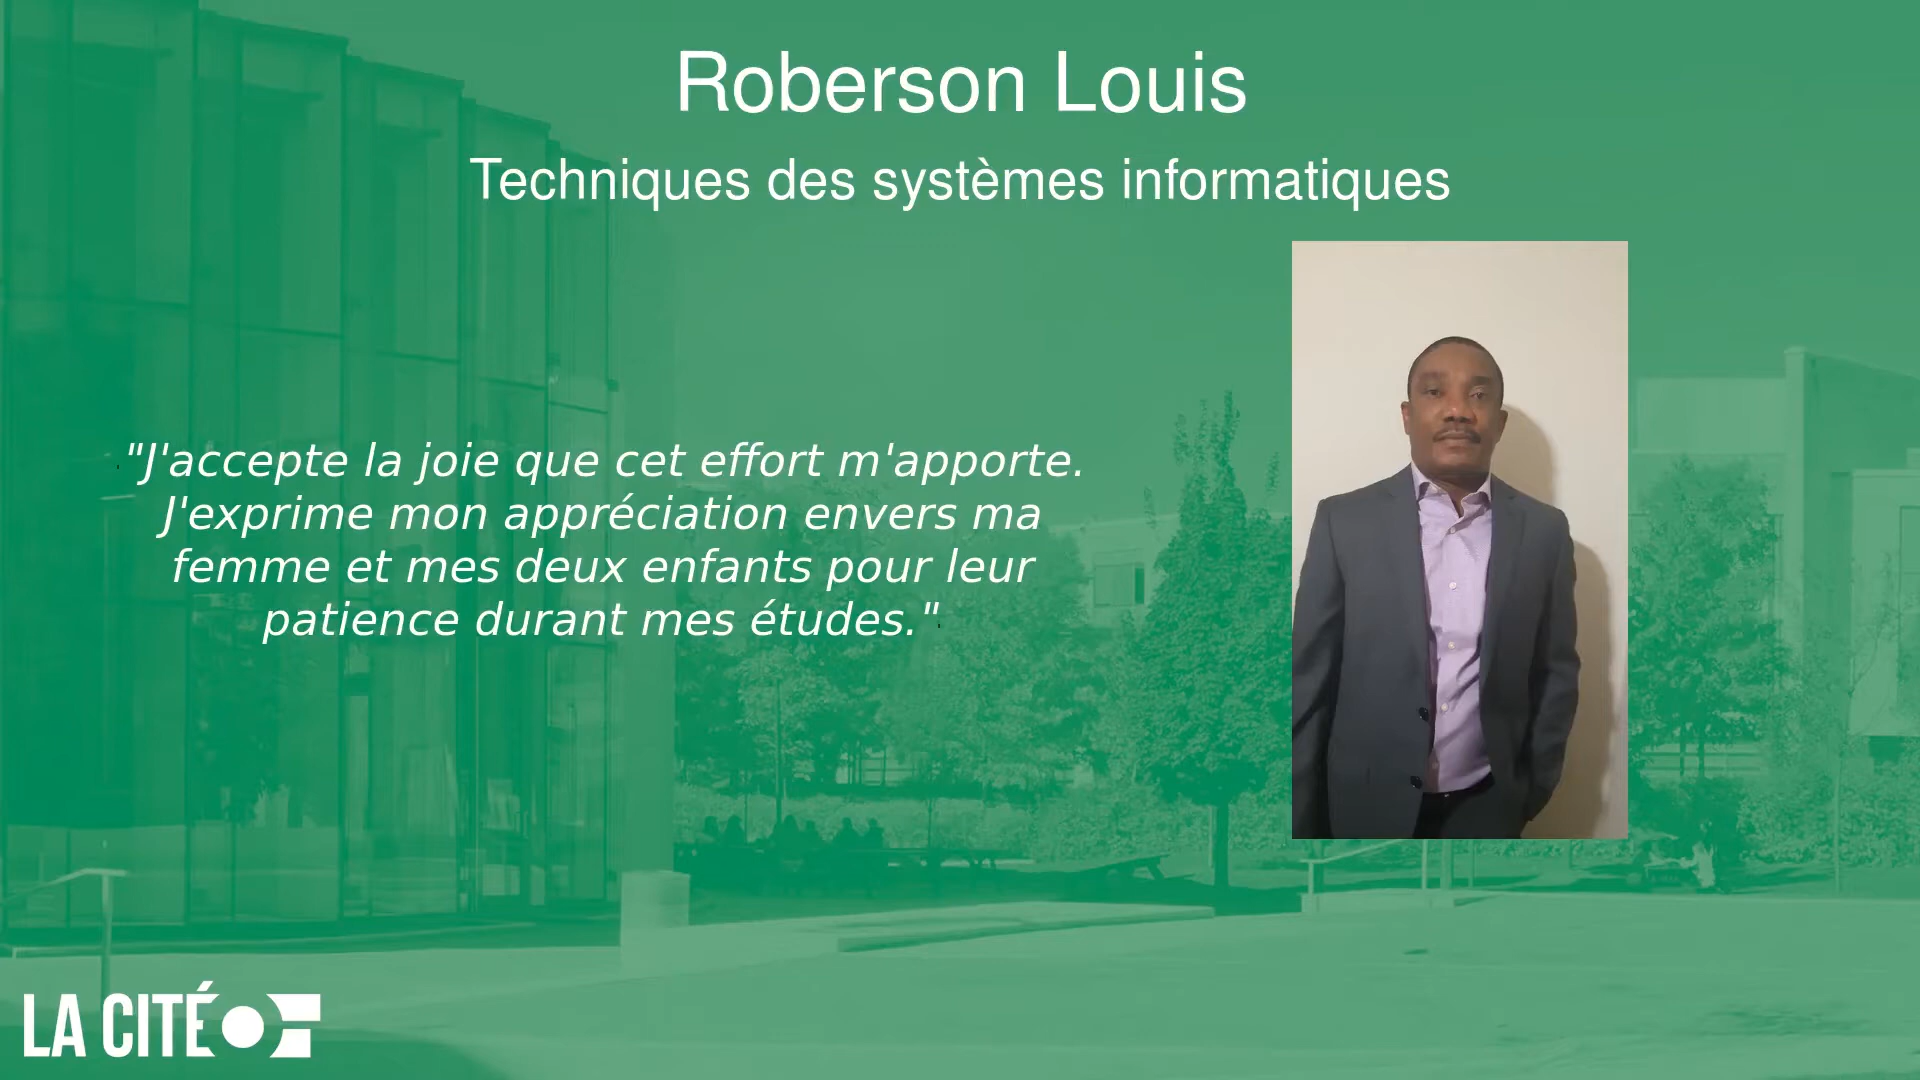 Roberson Louis
Techniques des systèmes informatiques
"J'accepte la joie que cet effort m'apporte.
J'exprime mon appréciation envers ma
femme et mes deux enfants pour leur
patience durant mes études."
LA CITÉ